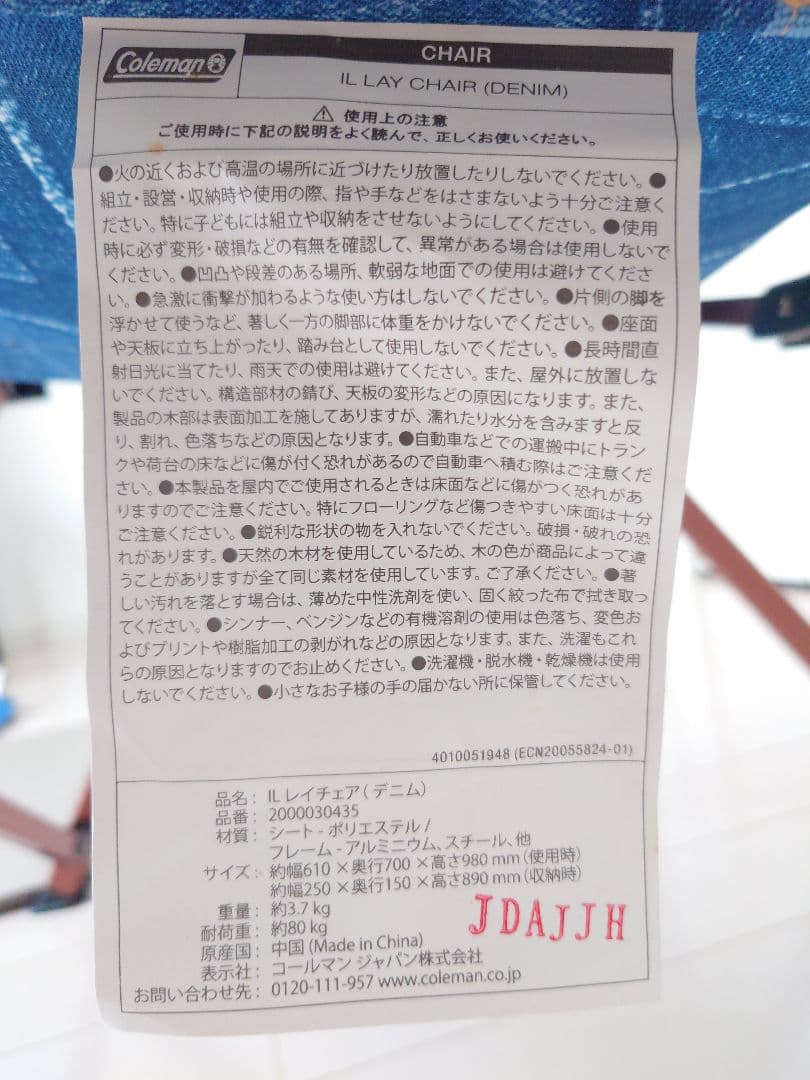 Coleman
CHAIR
IL LAY CHAIR (DENIM)
⚠ 使用上の注意
ご使用時に下記の説明をよく読んで、正しくお使いください。
●火の近くおよび高温の場所に近づけたり放置したりしないでください。●
組立・設営・収納時や使用の際、指や手などをはさまないよう十分ご注意く
ださい。特に子どもには組立や収納をさせないようにしてください。●使用
時に必ず変形・破損などの有無を確認して、異常がある場合は使用しないで
ください。●凹凸や段差のある場所、軟弱な地面での使用は避けてくださ
い。●急激に衝撃が加わるような使い方はしないでください。●片側の脚を
浮かせて使うなど、著しく一方の脚部に体重をかけないでください。●座面
や天板に立ち上がったり、踏み台として使用しないでください。●長時間直
射日光に当てたり、雨天での使用は避けてください。また、屋外に放置しな
いでください。構造部材の錆び、天板の変形などの原因になります。また、
製品の木部は表面加工を施してありますが、濡れたり水分を含みますと反
り、割れ、色落ちなどの原因となります。●自動車などでの運搬中にトラン
クや荷台の床などに傷が付く恐れがあるので自動車へ積む際はご注意くだ
さい。●本製品を屋内でご使用されるときは床面などに傷がつく恐れがあ
りますのでご注意ください。特にフローリングなど傷つきやすい床面は十分
ご注意ください。●鋭利な形状の物を入れないでください。破損・破れの恐
れがあります。●天然の木材を使用しているため、木の色が商品によって違
うことがありますが全て同じ素材を使用しています。ご了承ください。●著
しい汚れを落とす場合は、薄めた中性洗剤を使い、固く絞った布で拭き取っ
てください。●シンナー、ベンジンなどの有機溶剤の使用は色落ち、変色お
よびプリントや樹脂加工の剥がれなどの原因となります。また、洗濯もこれ
らの原因となりますのでお止めください。●洗濯機・脱水機・乾燥機は使用
しないでください。●小さなお子様の手の届かない所に保管してください。
4010051948 (ECN20055824-01)
品名: IL レイチェア(デニム)
品番: 2000030435
材質: シート - ポリエステル /
フレーム - アルミニウム、スチール、他
サイズ: 約幅610×奥行700×高さ980 mm(使用時)
約幅250×奥行150×高さ890 mm(収納時)
重量: 約3.7 kg
耐荷重: 約80 kg
原産国: 中国 (Made in China)
表示社: コールマン ジャパン株式会社
お問い合わせ先: 0120-111-957 www.coleman.co.jp
JDAJJH